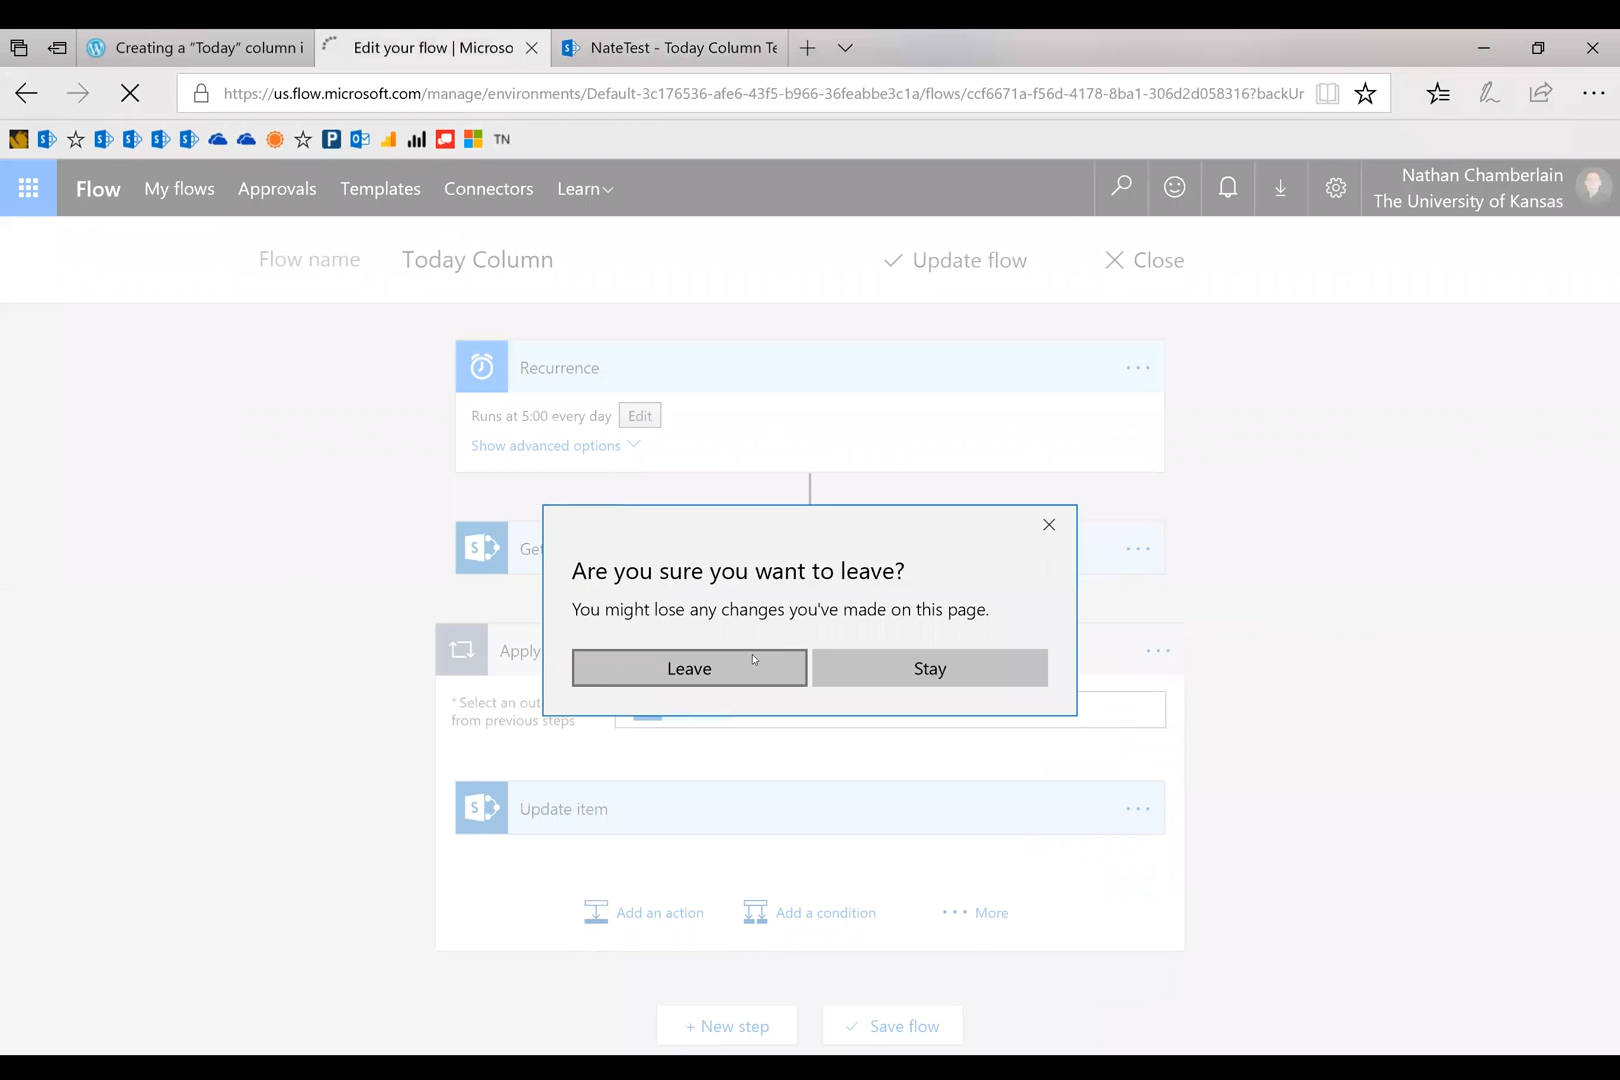 Creating a “Today” column i
Edit your flow | Microso
NateTest - Today Column Te
https://us.flow.microsoft.com/manage/environments/Default-3c176536-afe6-43f5-b966-36feabbe3c1a/flows/ccf6671a-f56d-4178-8ba1-306d2d058316?backUr
TN
Flow My flows Approvals Templates Connectors Learn
Nathan Chamberlain
The University of Kansas
Flow name Today Column Update flow Close
Recurrence
Runs at 5:00 every day Edit
Show advanced options
Get
Are you sure you want to leave?
You might lose any changes you've made on this page.
Leave Stay
Apply
* Select an out
from previous steps
Update item
Add an action Add a condition More
+ New step Save flow